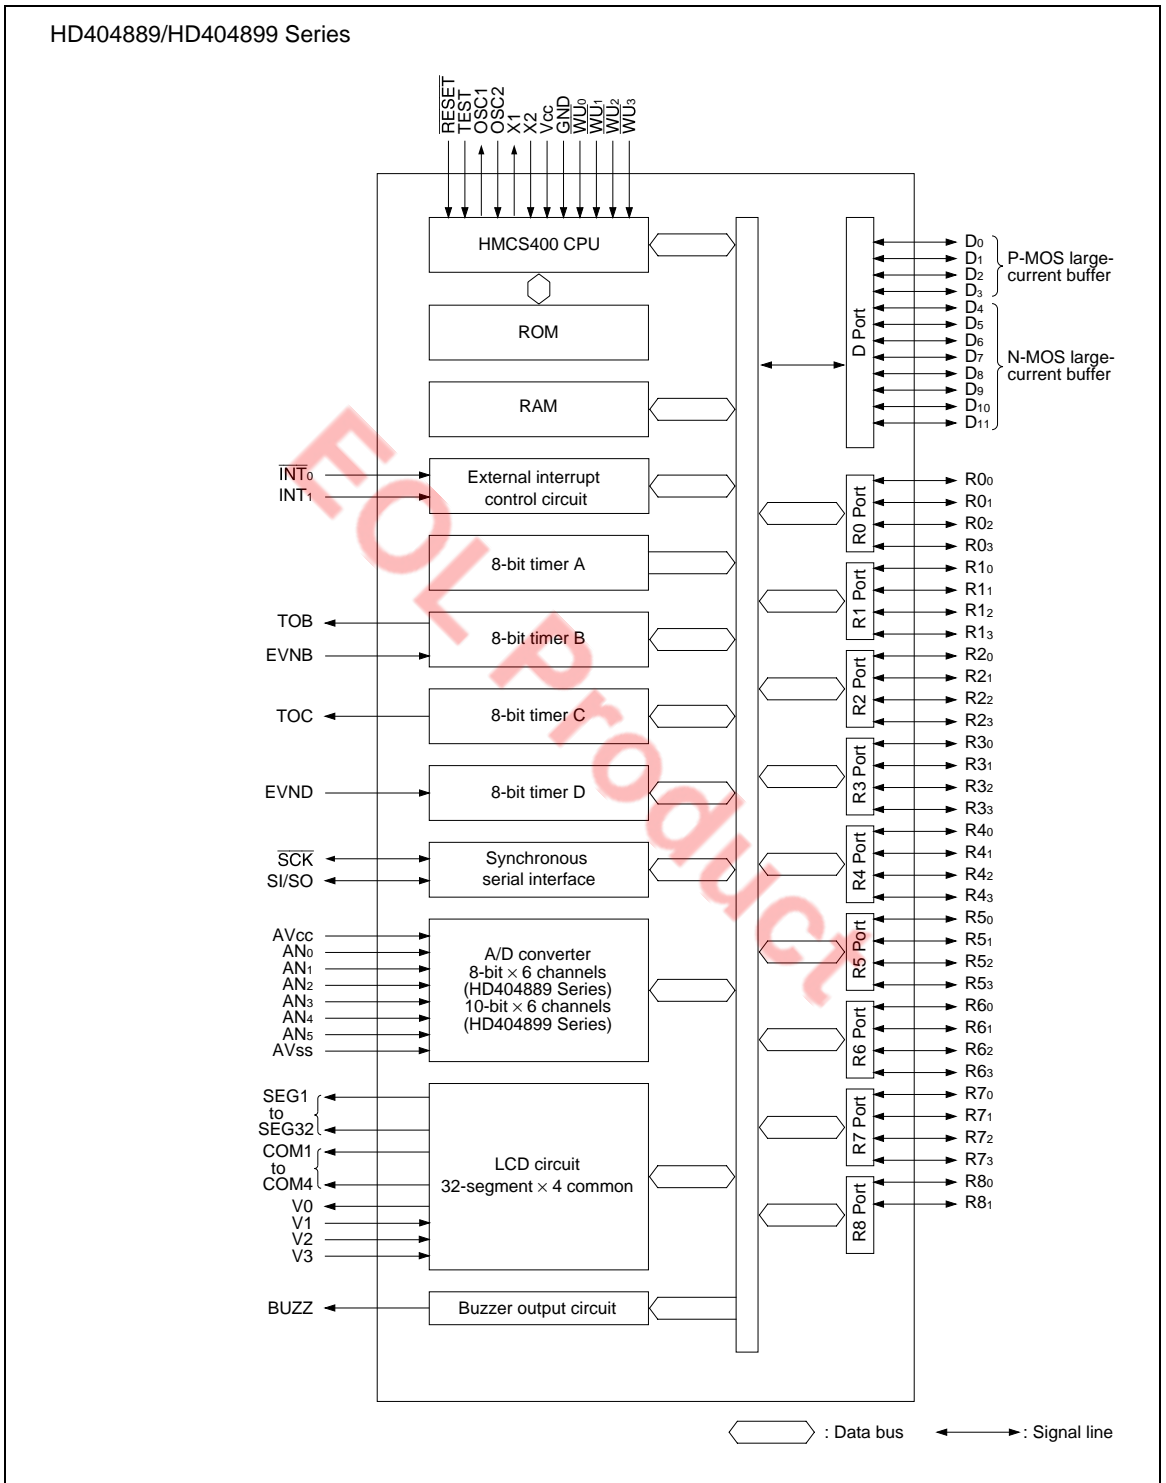 HD404889/HD404899 Series
RESET
TEST
OSC1
OSC2
X1
X2
Vcc
GND
WU0
WU1
WU2
WU3
HMCS400 CPU
ROM
RAM
INT0
INT1
External interrupt
control circuit
8-bit timer A
TOB
EVNB
8-bit timer B
TOC
8-bit timer C
EVND
8-bit timer D
SCK
SI/SO
Synchronous
serial interface
AVcc
AN0
AN1
AN2
AN3
AN4
AN5
AVss
A/D converter
8-bit × 6 channels
(HD404889 Series)
10-bit × 6 channels
(HD404899 Series)
SEG1
to
SEG32
COM1
to
COM4
V0
V1
V2
V3
LCD circuit
32-segment × 4 common
BUZZ
Buzzer output circuit
D Port
D0
D1
D2
D3
P-MOS large-
current buffer
D4
D5
D6
D7
D8
D9
D10
D11
N-MOS large-
current buffer
R0 Port
R00
R01
R02
R03
R1 Port
R10
R11
R12
R13
R2 Port
R20
R21
R22
R23
R3 Port
R30
R31
R32
R33
R4 Port
R40
R41
R42
R43
R5 Port
R50
R51
R52
R53
R6 Port
R60
R61
R62
R63
R7 Port
R70
R71
R72
R73
R8 Port
R80
R81
EOL Product
: Data bus
: Signal line